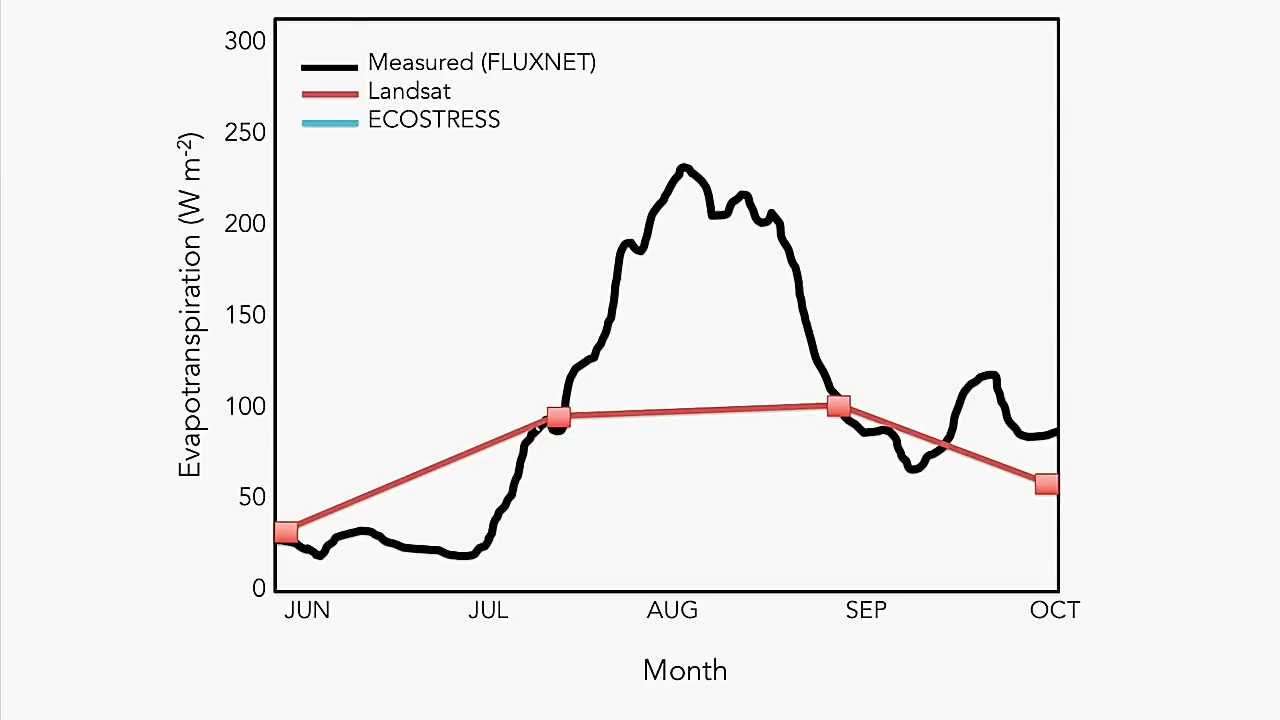 300
Measured (FLUXNET)
Landsat
ECOSTRESS
250
200
150
100
50
0
Evapotranspiration (W m-2)
JUN JUL AUG SEP OCT
Month